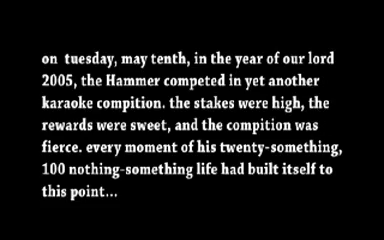 on tuesday, may tenth, in the year of our lord
2005, the Hammer competed in yet another
karaoke compition. the stakes were high, the
rewards were sweet, and the compition was
fierce. every moment of his twenty-something,
100 nothing-something life had built itself to
this point...